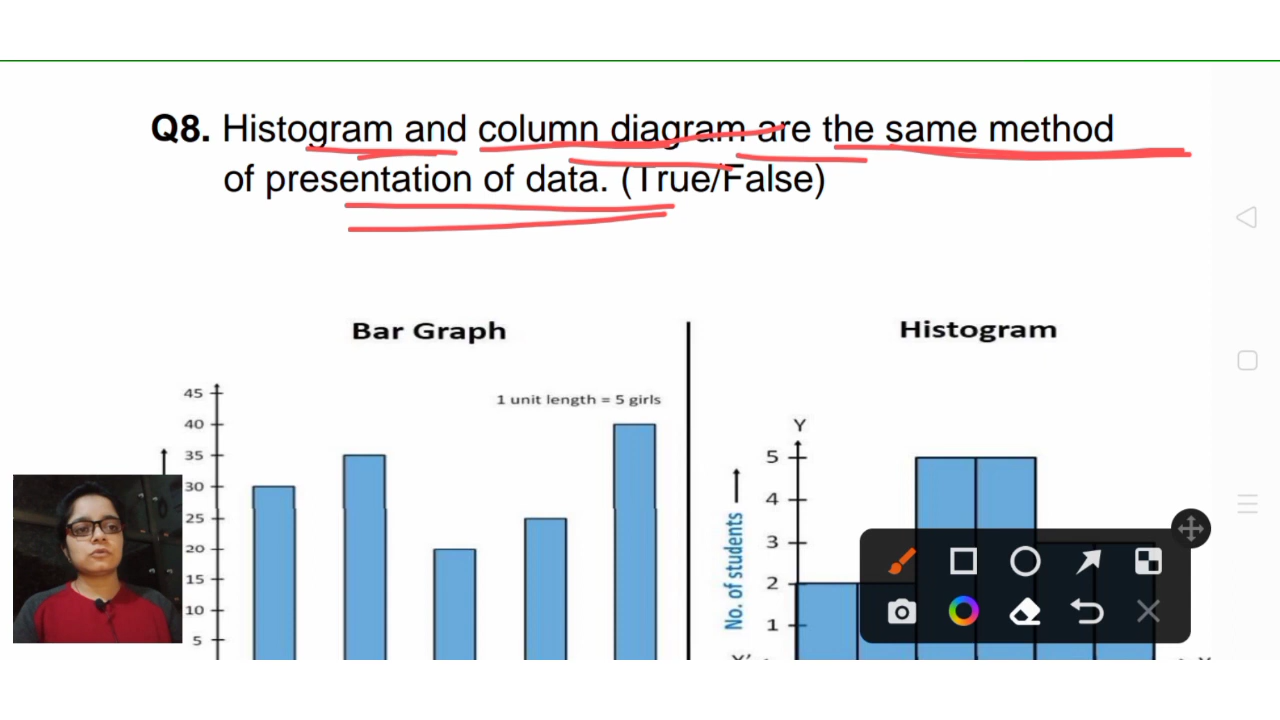 Q8. Histogram and column diagram are the same method
of presentation of data. (True/False)
Bar Graph
1 unit length = 5 girls
45
40
35
30
25
20
15
10
5
Histogram
Y
5
4
3
2
1
No. of students